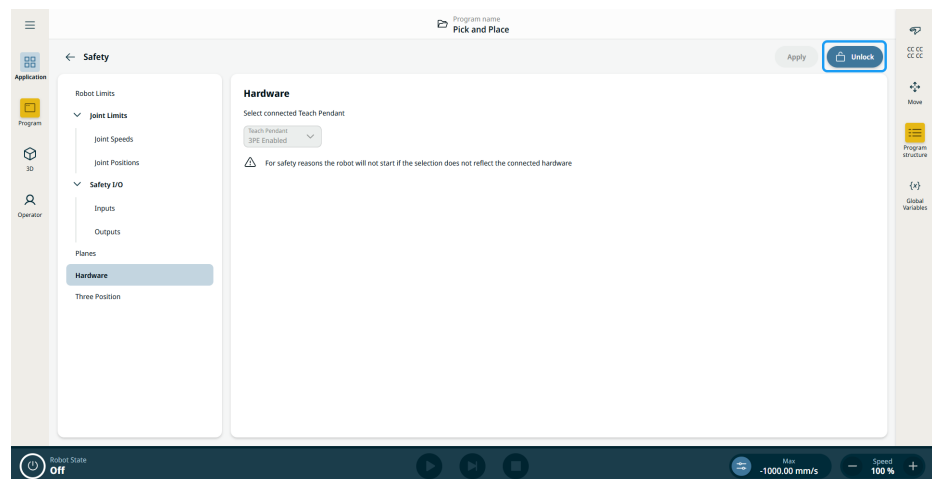 Program name
Pick and Place
Safety
Apply
Unlock
Application
Program
3D
Operator
Robot Limits
Joint Limits
Joint Speeds
Joint Positions
Safety I/O
Inputs
Outputs
Planes
Hardware
Three Position
Hardware
Select connected Teach Pendant
Teach Pendant
3PE Enabled
For safety reasons the robot will not start if the selection does not reflect the connected hardware
CC CC
CC CC
Move
Program
structure
{x}
Global
Variables
Robot State
Off
Max
-1000.00 mm/s
Speed
100 %